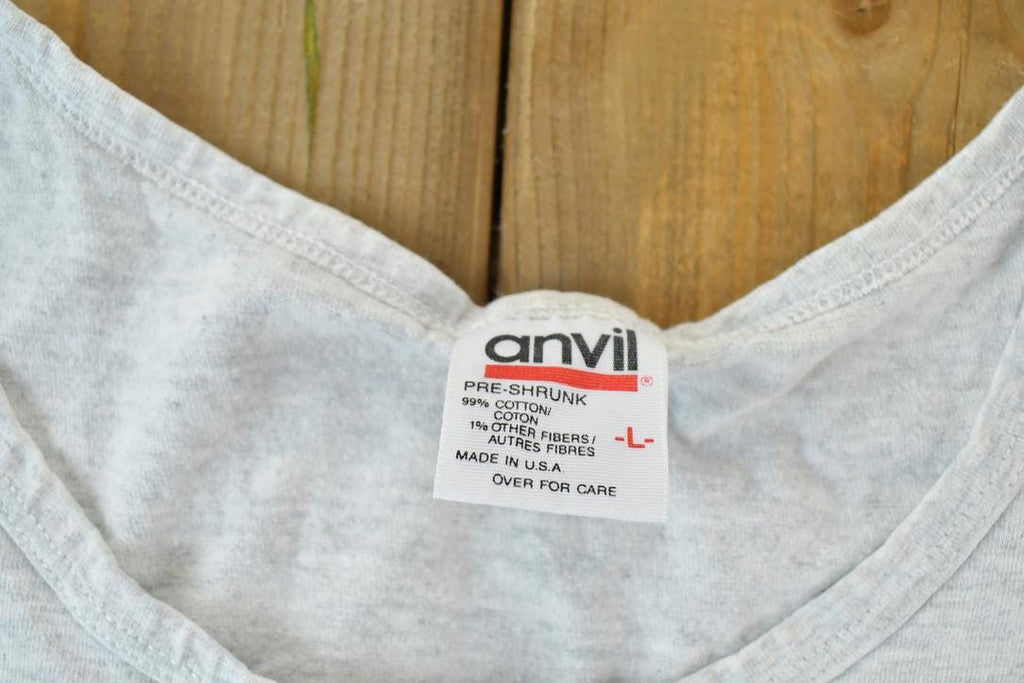 anvil®
PRE-SHRUNK
99% COTTON/
COTON
1% OTHER FIBERS/
AUTRES FIBRES
-L-
MADE IN U.S.A.
OVER FOR CARE